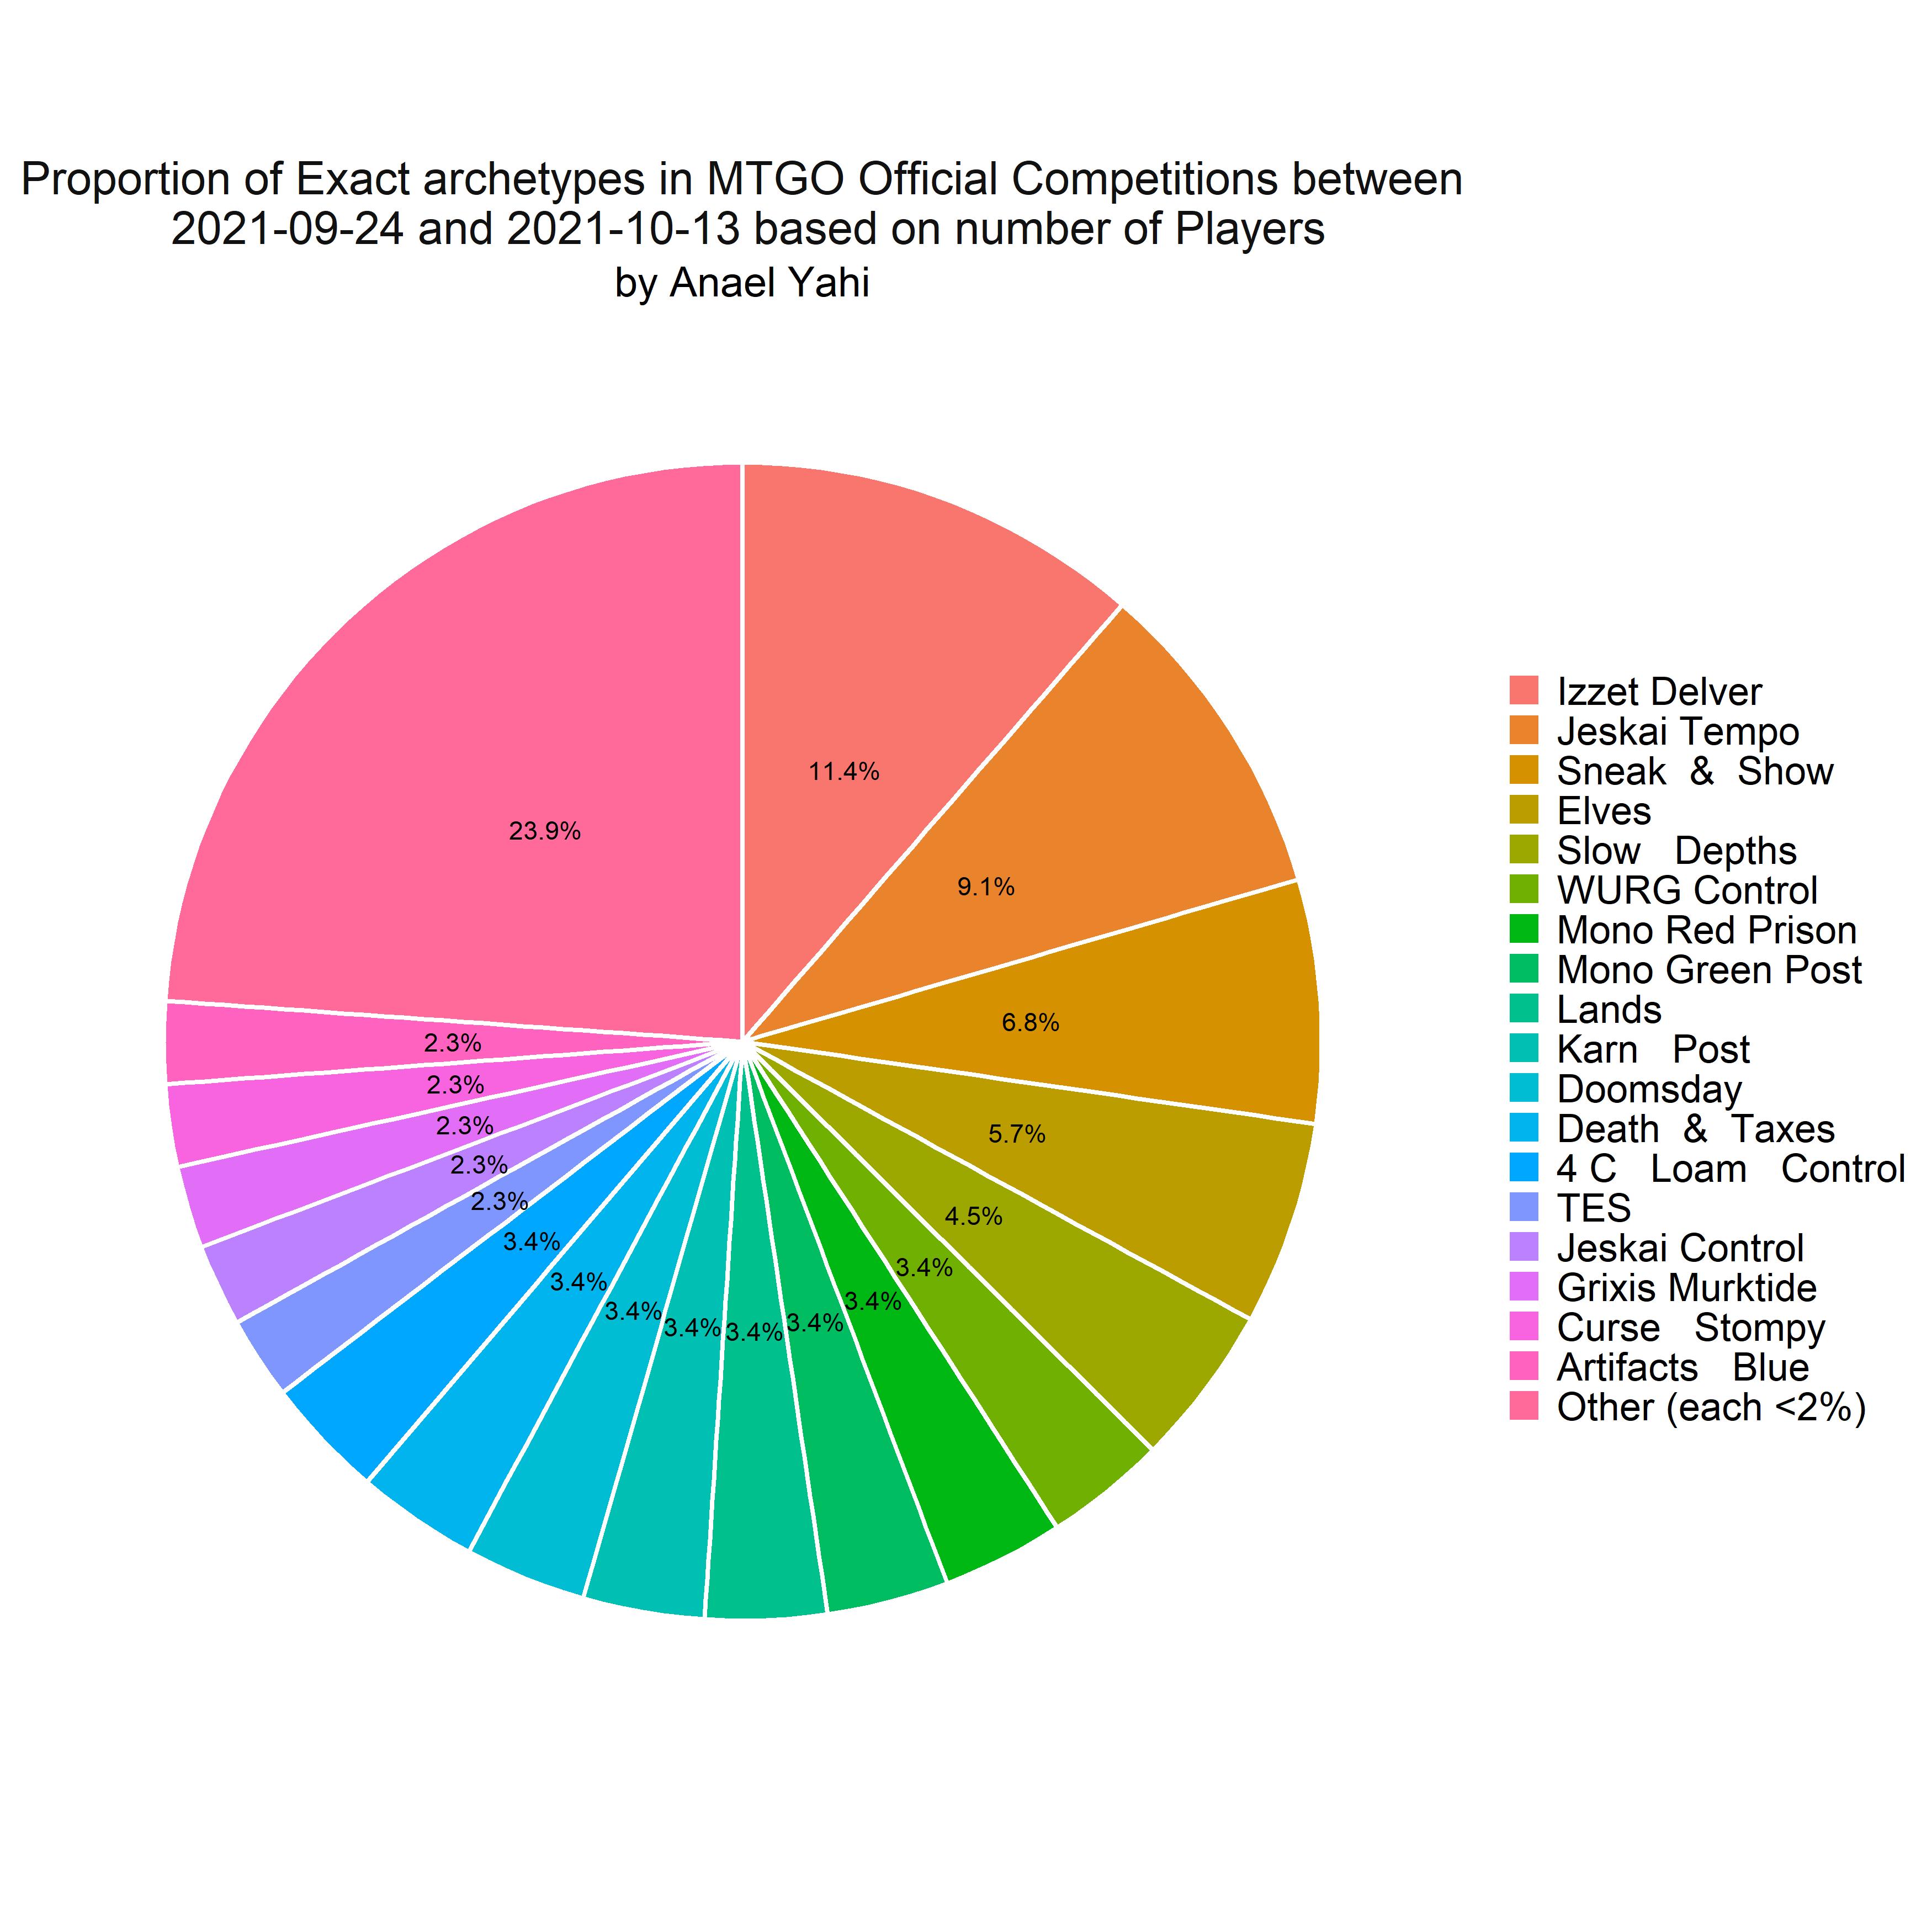 Proportion of Exact archetypes in MTGO Official Competitions between
2021-09-24 and 2021-10-13 based on number of Players
by Anael Yahi
11.4%
9.1%
6.8%
5.7%
4.5%
3.4%
3.4%
3.4%
3.4%
3.4%
3.4%
3.4%
3.4%
2.3%
2.3%
2.3%
2.3%
2.3%
23.9%
Izzet Delver
Jeskai Tempo
Sneak & Show
Elves
Slow Depths
WURG Control
Mono Red Prison
Mono Green Post
Lands
Karn Post
Doomsday
Death & Taxes
4 C Loam Control
TES
Jeskai Control
Grixis Murktide
Curse Stompy
Artifacts Blue
Other (each <2%)